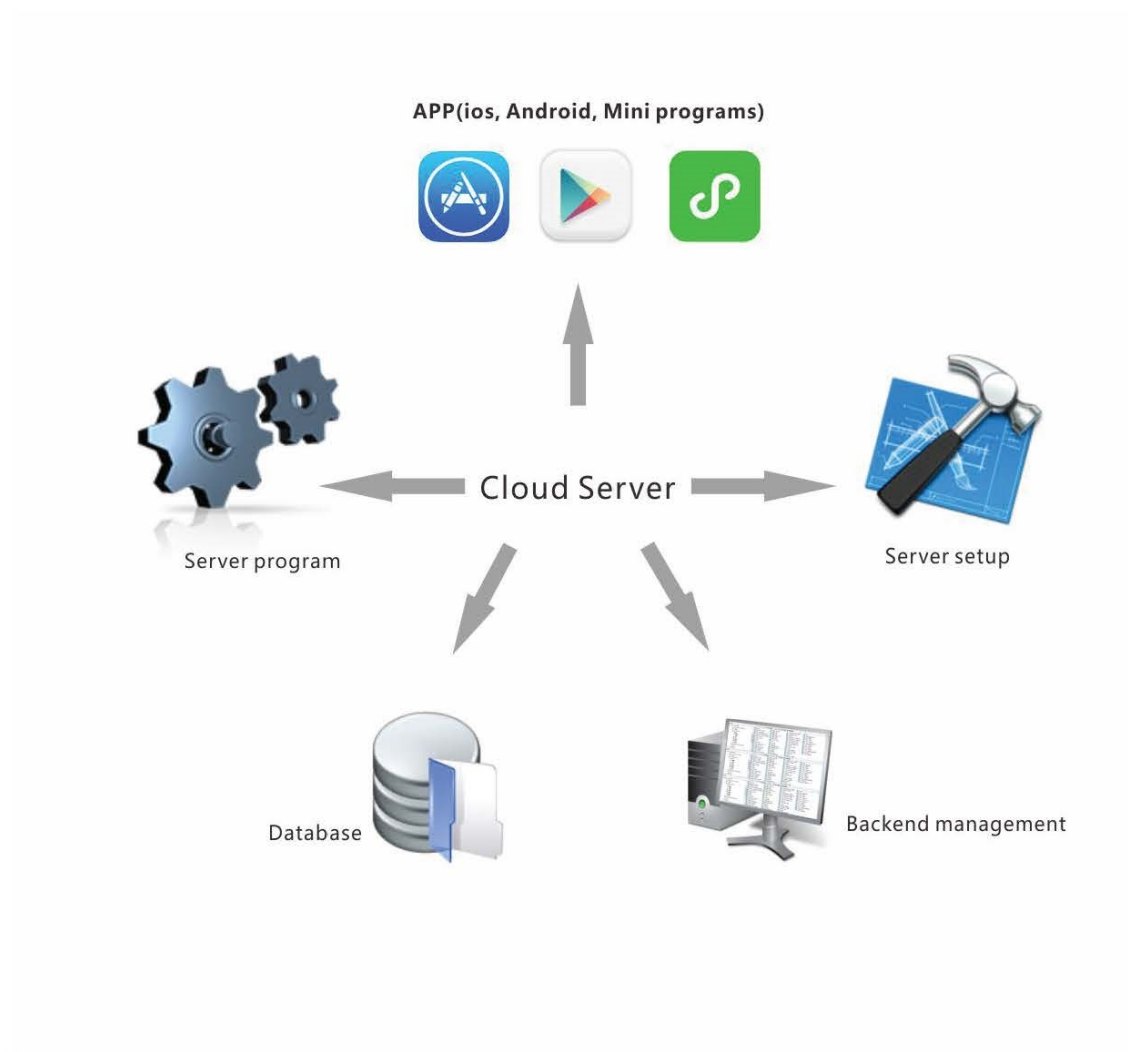 APP(ios, Android, Mini programs)
Cloud Server
Server program
Server setup
Database
Backend management